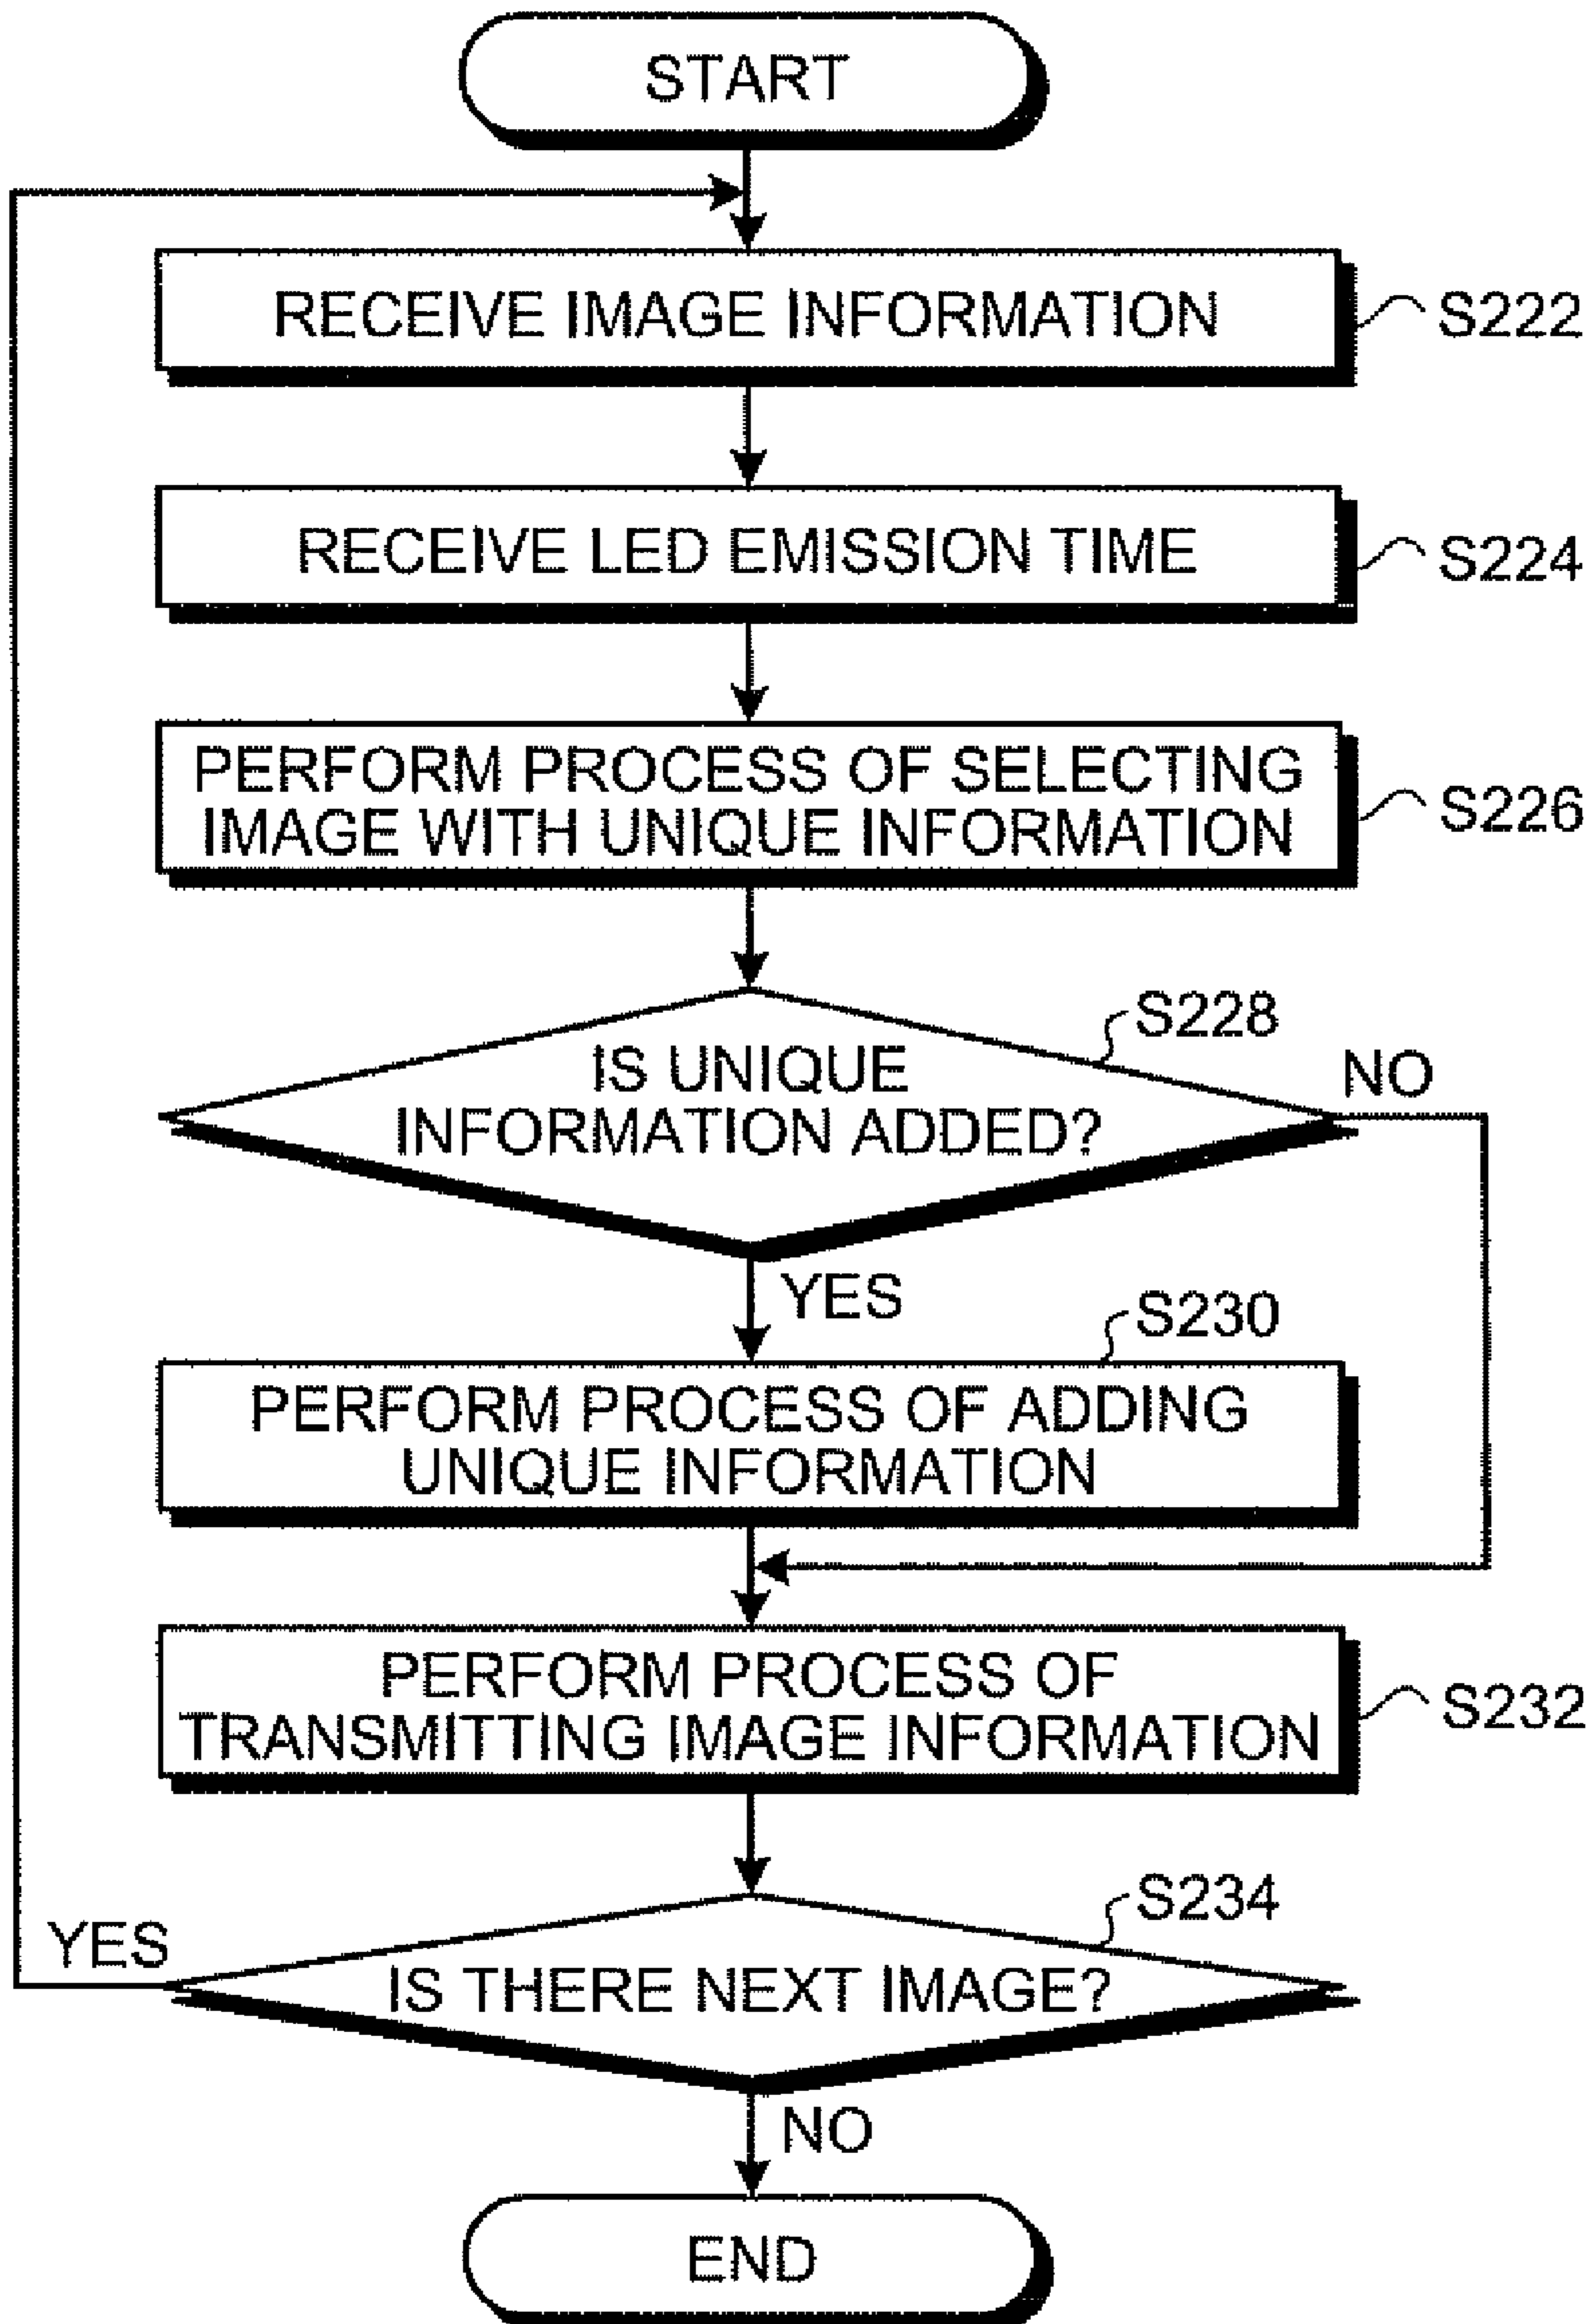 START
RECEIVE IMAGE INFORMATION
S222
RECEIVE LED EMISSION TIME
S224
PERFORM PROCESS OF SELECTING
IMAGE WITH UNIQUE INFORMATION
S226
S228
IS UNIQUE
INFORMATION ADDED?
NO
YES
S230
PERFORM PROCESS OF ADDING
UNIQUE INFORMATION
PERFORM PROCESS OF
TRANSMITTING IMAGE INFORMATION
S232
S234
YES
IS THERE NEXT IMAGE?
NO
END